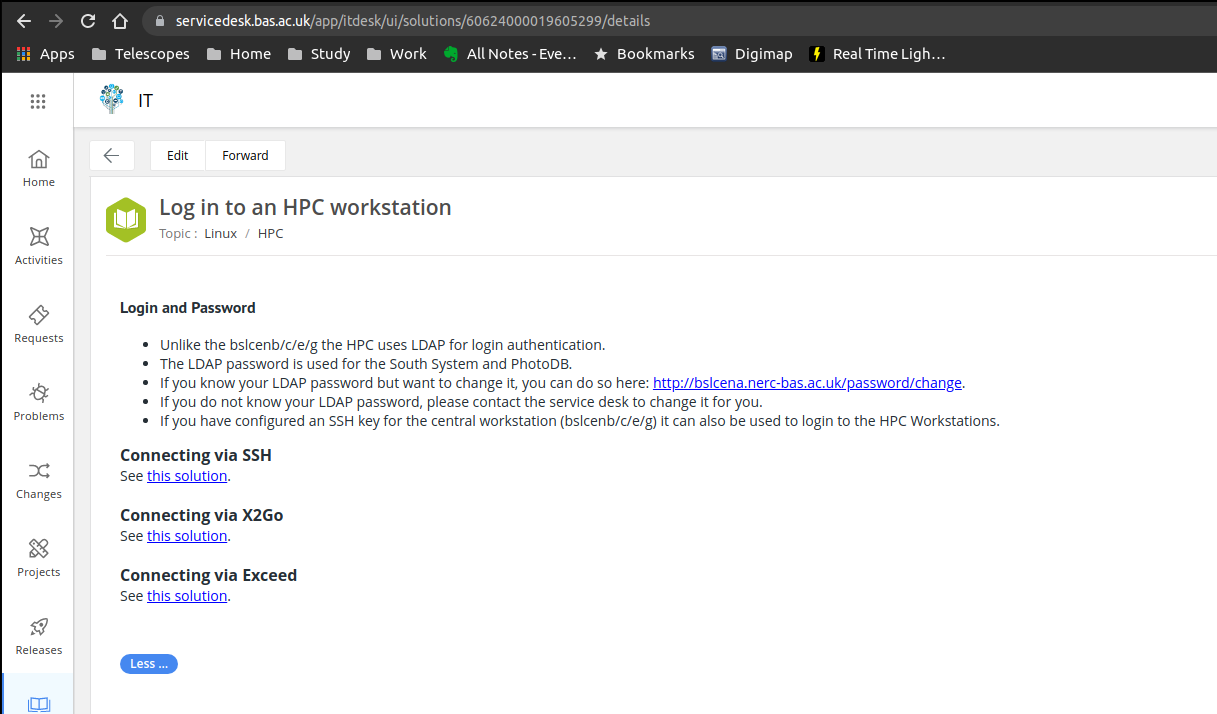 servicedesk.bas.ac.uk/app/itdesk/ui/solutions/60624000019605299/details
Apps Telescopes Home Study Work All Notes - Eve… Bookmarks Digimap Real Time Ligh…
IT
Edit Forward
Home
Activities
Requests
Problems
Changes
Projects
Releases
Log in to an HPC workstation
Topic : Linux / HPC
Login and Password
• Unlike the bslcenb/c/e/g the HPC uses LDAP for login authentication.
• The LDAP password is used for the South System and PhotoDB.
• If you know your LDAP password but want to change it, you can do so here: http://bslcena.nerc-bas.ac.uk/password/change.
• If you do not know your LDAP password, please contact the service desk to change it for you.
• If you have configured an SSH key for the central workstation (bslcenb/c/e/g) it can also be used to login to the HPC Workstations.
Connecting via SSH
See this solution.
Connecting via X2Go
See this solution.
Connecting via Exceed
See this solution.
Less ...